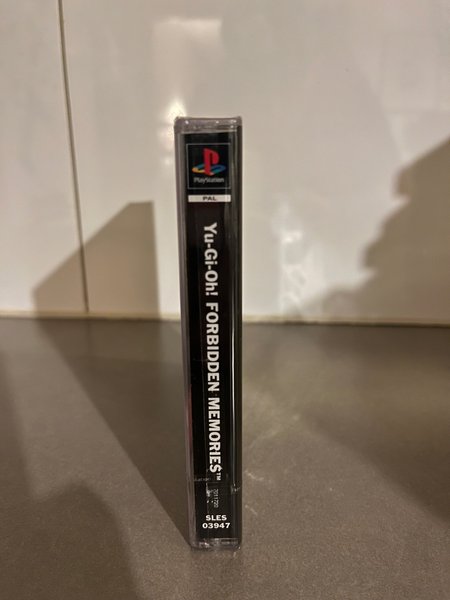 PlayStation
PAL
Yu-Gi-Oh! FORBIDDEN MEMORIES™
SLES
03947